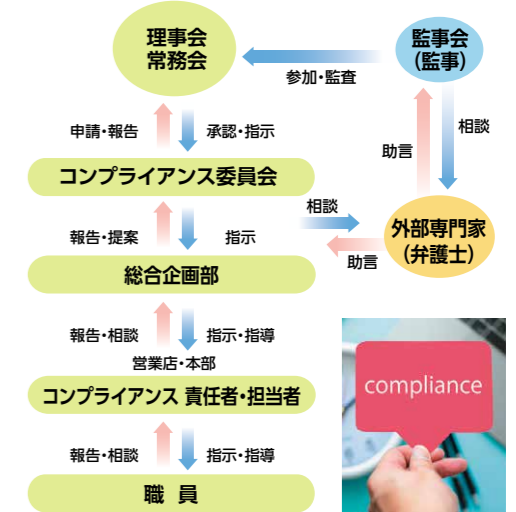 理事会
常務会
監事会
(監事)
参加・監査
申請・報告
承認・指示
助言
相談
コンプライアンス委員会
相談
外部専門家
(弁護士)
助言
報告・提案
指示
総合企画部
報告・相談
指示・指導
営業店・本部
コンプライアンス 責任者・担当者
compliance
報告・相談
指示・指導
職 員